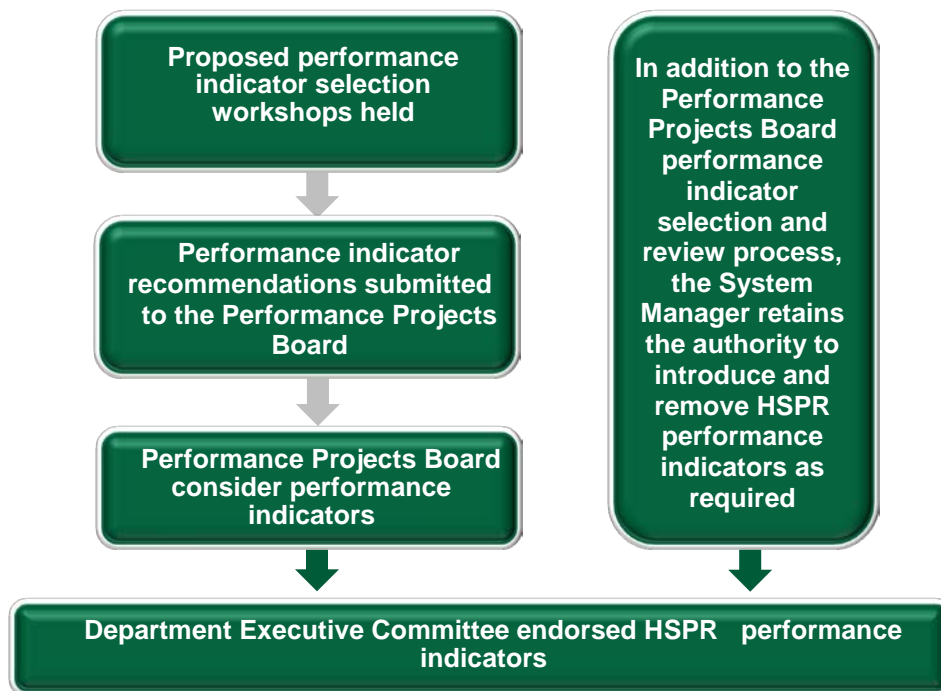 Proposed performance
indicator selection
workshops held
Performance indicator
recommendations submitted
to the Performance Projects
Board
Performance Projects Board
consider performance
indicators
In addition to the
Performance
Projects Board
performance
indicator
selection and
review process,
the System
Manager retains
the authority to
introduce and
remove HSPR
performance
indicators as
required
Department Executive Committee endorsed HSPR performance
indicators